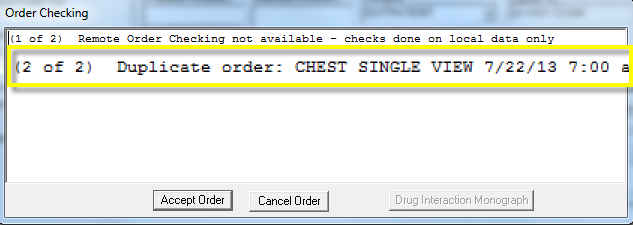 Order Checking
(1 of 2) Remote Order Checking not available - checks done on local data only
(2 of 2) Duplicate order: CHEST SINGLE VIEW 7/22/13 7:00 a
Accept Order Cancel Order Drug Interaction Monograph